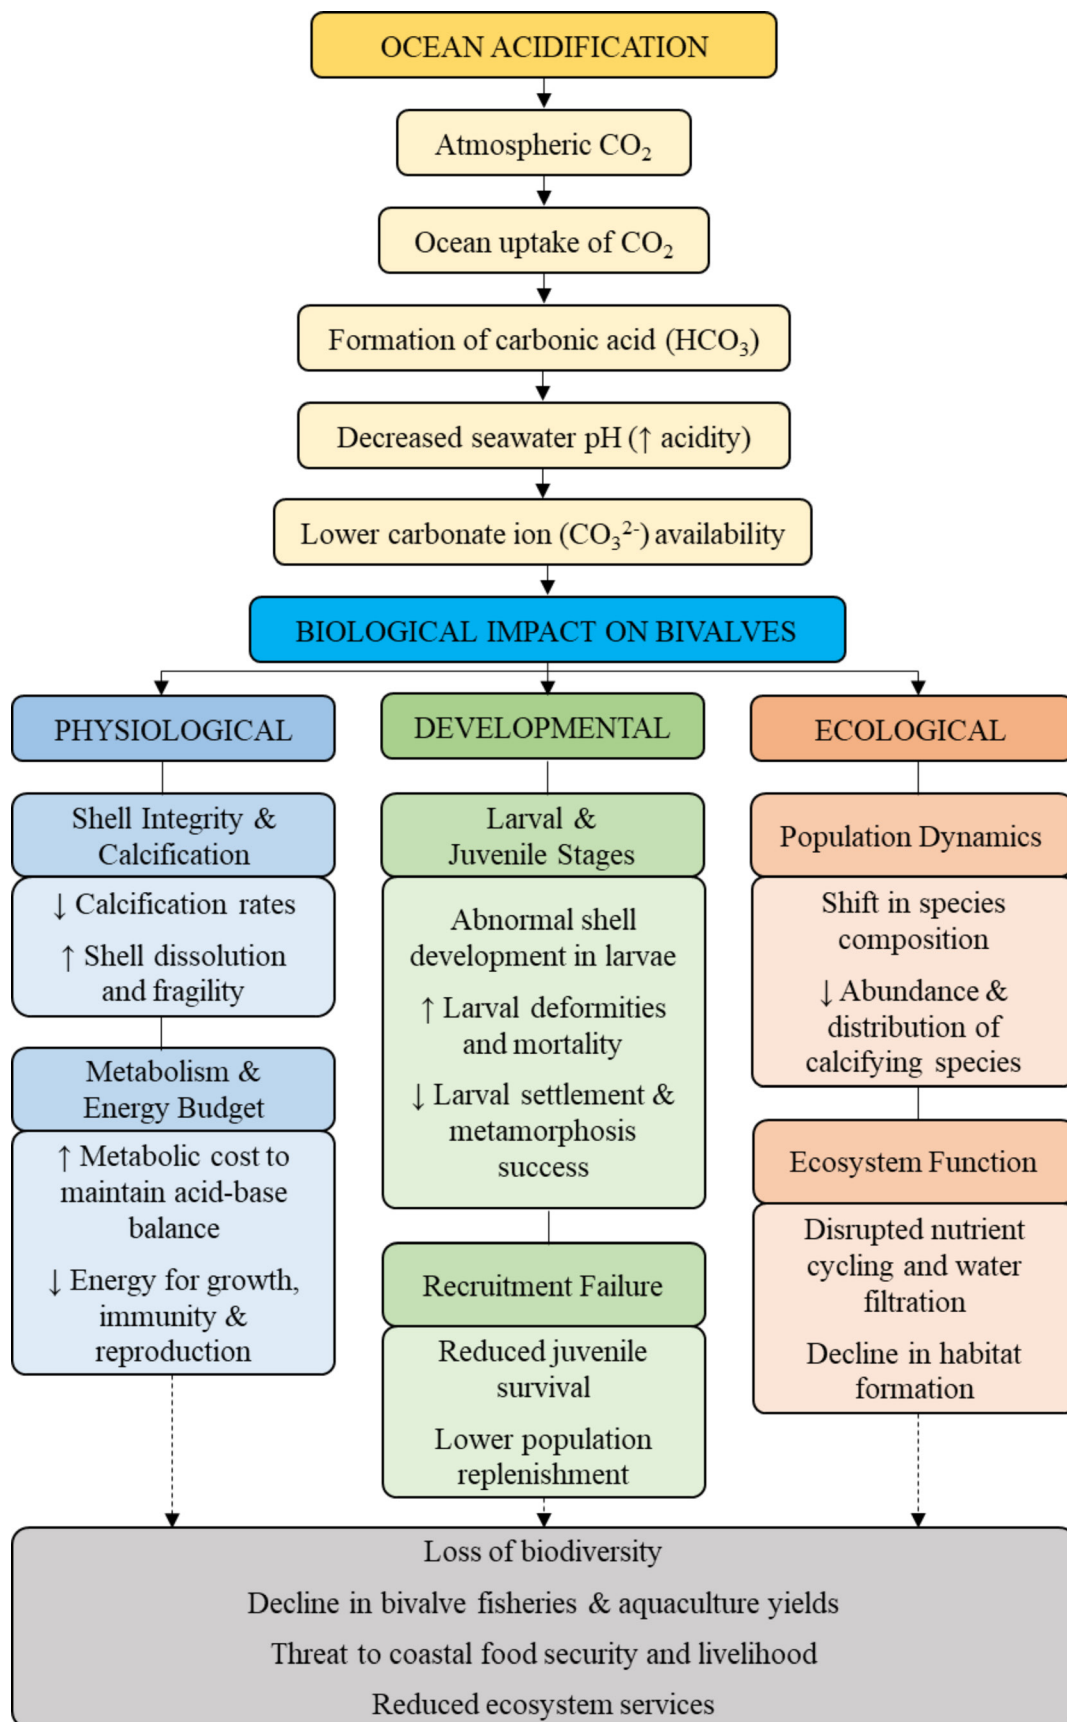 OCEAN ACIDIFICATION
Atmospheric CO₂
Ocean uptake of CO₂
Formation of carbonic acid (HCO₃)
Decreased seawater pH (↑ acidity)
Lower carbonate ion (CO₃²⁻) availability
BIOLOGICAL IMPACT ON BIVALVES
PHYSIOLOGICAL
Shell Integrity &
Calcification
↓ Calcification rates
↑ Shell dissolution
and fragility
Metabolism &
Energy Budget
↑ Metabolic cost to
maintain acid-base
balance
↓ Energy for growth,
immunity &
reproduction
DEVELOPMENTAL
Larval &
Juvenile Stages
Abnormal shell
development in larvae
↑ Larval deformities
and mortality
↓ Larval settlement &
metamorphosis
success
Recruitment Failure
Reduced juvenile
survival
Lower population
replenishment
ECOLOGICAL
Population Dynamics
Shift in species
composition
↓ Abundance &
distribution of
calcifying species
Ecosystem Function
Disrupted nutrient
cycling and water
filtration
Decline in habitat
formation
Loss of biodiversity
Decline in bivalve fisheries & aquaculture yields
Threat to coastal food security and livelihood
Reduced ecosystem services